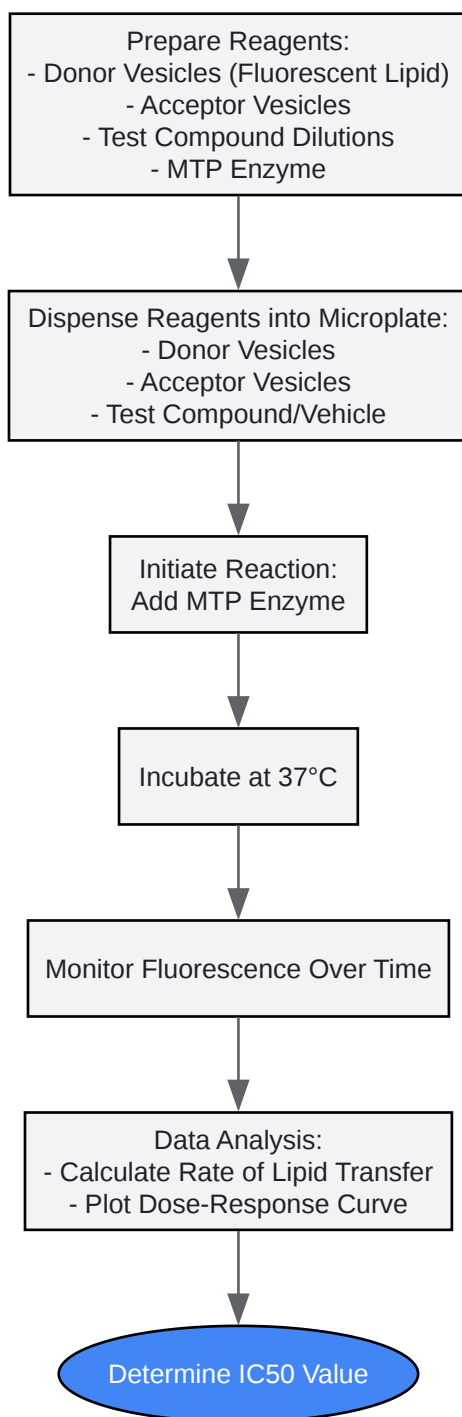 Prepare Reagents:
- Donor Vesicles (Fluorescent Lipid)
- Acceptor Vesicles
- Test Compound Dilutions
- MTP Enzyme
Dispense Reagents into Microplate:
- Donor Vesicles
- Acceptor Vesicles
- Test Compound/Vehicle
Initiate Reaction:
Add MTP Enzyme
Incubate at 37°C
Monitor Fluorescence Over Time
Data Analysis:
- Calculate Rate of Lipid Transfer
- Plot Dose-Response Curve
Determine IC50 Value